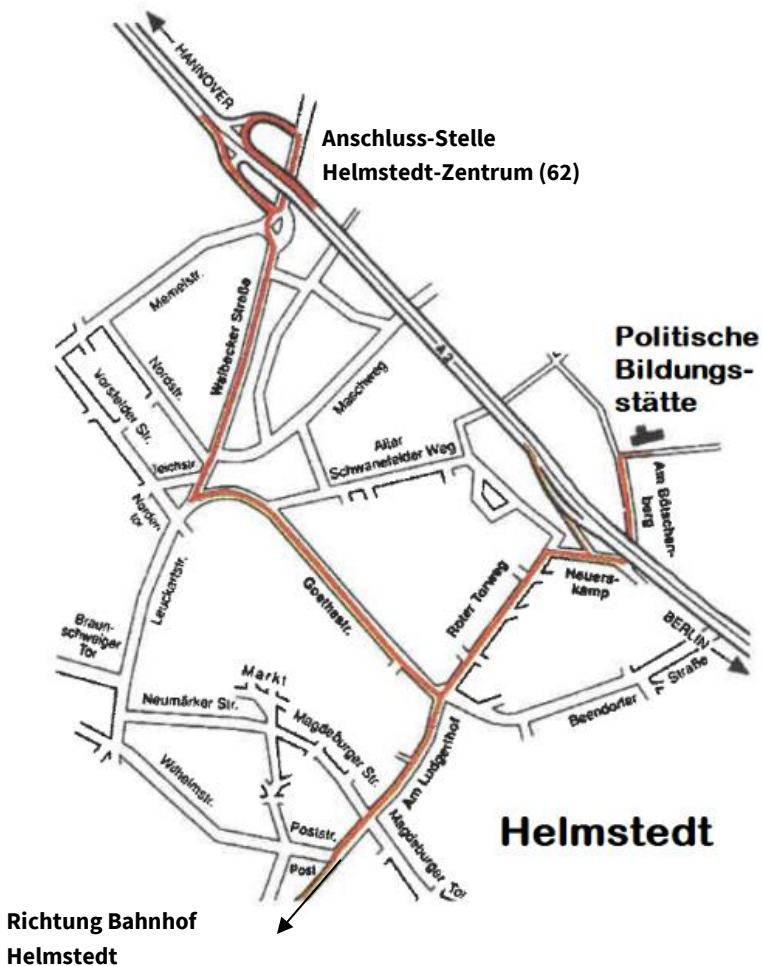 HANNOVER
Anschluss-Stelle
Helmstedt-Zentrum (62)
Memelstr.
Walbecker Straße
A 2
Politische
Bildungs-
stätte
Nordstr.
Vorsfelder Str.
Maschweg
Alter
Schwanefelder Weg
Teichstr.
Am Bötschen-
berg
Norden-
tor
Leuckartstr.
Goethestr.
Roter Torweg
Heuers-
kamp
Braun-
schweiger
Tor
BERLIN
Markt
Neumärker Str.
Magdeburger Str.
Beendorfer
Straße
Wilhelmstr.
Am Ludgerihof
Poststr.
Post
Magdeburger Tor
Helmstedt
Richtung Bahnhof
Helmstedt